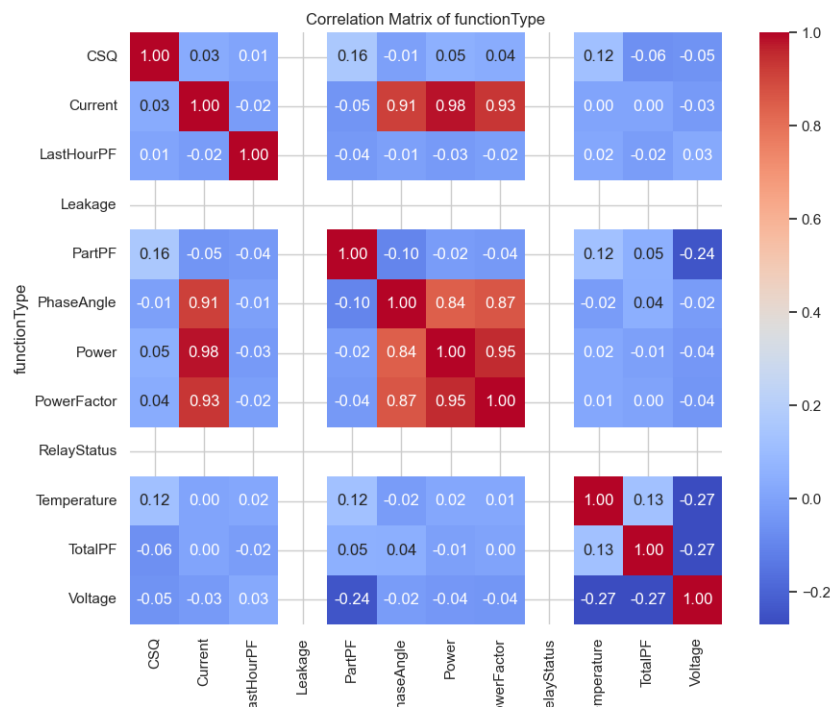 Correlation Matrix of functionType
CSQ 1.00 0.03 0.01 0.16 -0.01 0.05 0.04 0.12 -0.06 -0.05
Current 0.03 1.00 -0.02 -0.05 0.91 0.98 0.93 0.00 0.00 -0.03
LastHourPF 0.01 -0.02 1.00 -0.04 -0.01 -0.03 -0.02 0.02 -0.02 0.03
Leakage
PartPF 0.16 -0.05 -0.04 1.00 -0.10 -0.02 -0.04 0.12 0.05 -0.24
PhaseAngle -0.01 0.91 -0.01 -0.10 1.00 0.84 0.87 -0.02 0.04 -0.02
Power 0.05 0.98 -0.03 -0.02 0.84 1.00 0.95 0.02 -0.01 -0.04
PowerFactor 0.04 0.93 -0.02 -0.04 0.87 0.95 1.00 0.01 0.00 -0.04
RelayStatus
Temperature 0.12 0.00 0.02 0.12 -0.02 0.02 0.01 1.00 0.13 -0.27
TotalPF -0.06 0.00 -0.02 0.05 0.04 -0.01 0.00 0.13 1.00 -0.27
Voltage -0.05 -0.03 0.03 -0.24 -0.02 -0.04 -0.04 -0.27 -0.27 1.00
functionType
CSQ
Current
astHourPF
Leakage
PartPF
haseAngle
Power
owerFactor
elayStatus
mperature
TotalPF
Voltage
1.0
0.8
0.6
0.4
0.2
0.0
−0.2